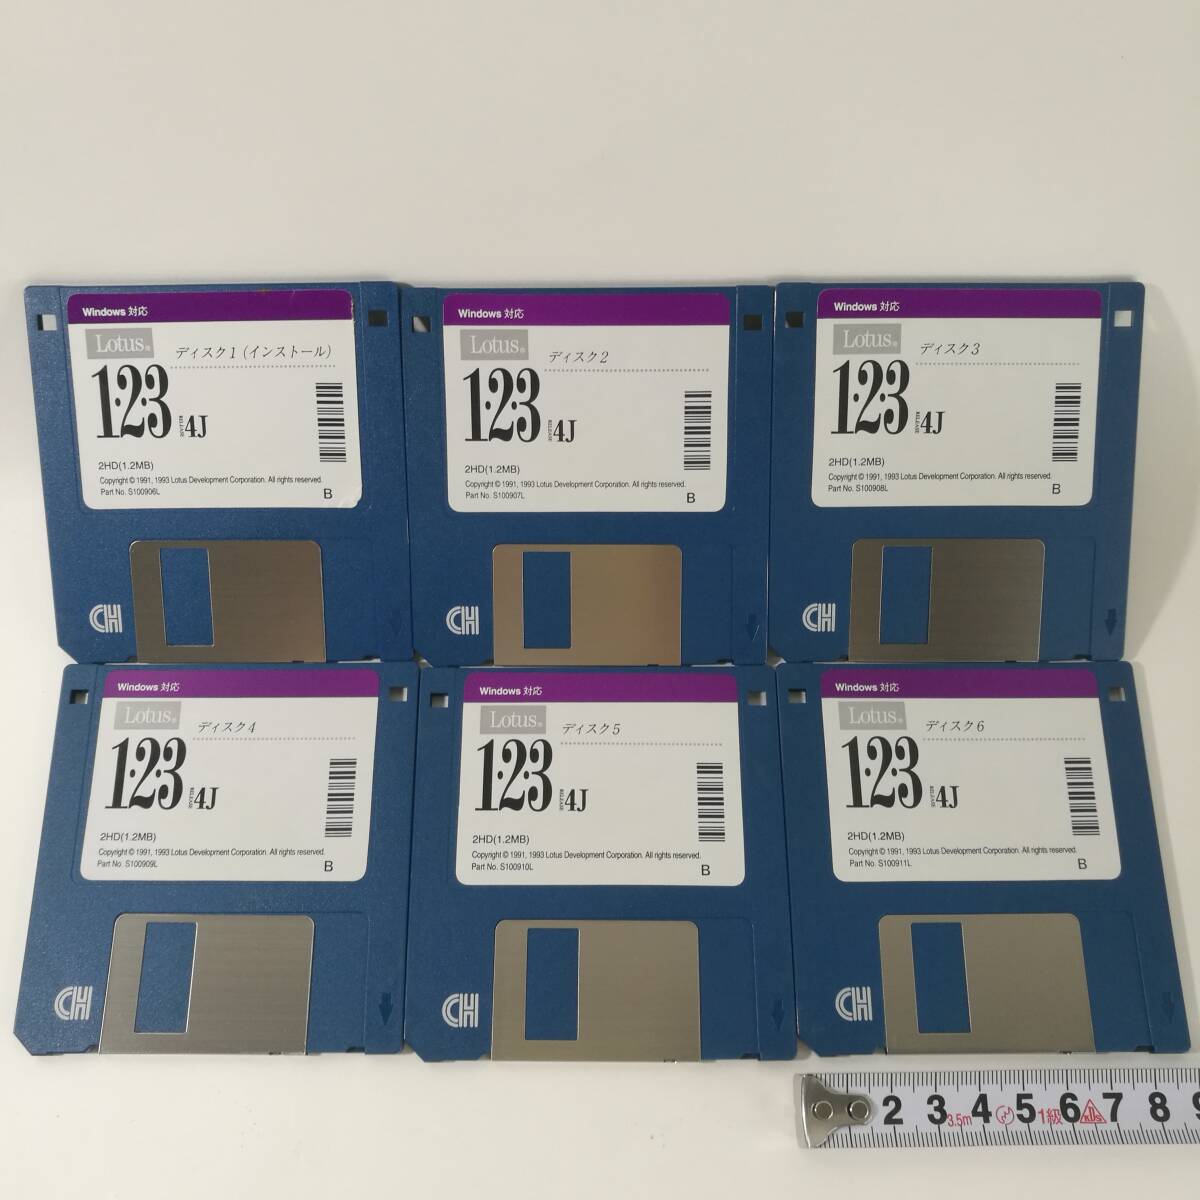 Windows 対応
Lotus®
ディスク1 (インストール)
1·2·3 RELEASE 4J
2HD(1.2MB)
Copyright © 1991, 1993 Lotus Development Corporation. All rights reserved.
Part No. S100906L
B
Windows 対応
Lotus®
ディスク2
1·2·3 RELEASE 4J
2HD(1.2MB)
Copyright © 1991, 1993 Lotus Development Corporation. All rights reserved.
Part No. S100907L
B
Windows 対応
Lotus®
ディスク3
1·2·3 RELEASE 4J
2HD(1.2MB)
Copyright © 1991, 1993 Lotus Development Corporation. All rights reserved.
Part No. S100908L
B
Windows 対応
Lotus®
ディスク4
1·2·3 RELEASE 4J
2HD(1.2MB)
Copyright © 1991, 1993 Lotus Development Corporation. All rights reserved.
Part No. S100909L
B
Windows 対応
Lotus®
ディスク5
1·2·3 RELEASE 4J
2HD(1.2MB)
Copyright © 1991, 1993 Lotus Development Corporation. All rights reserved.
Part No. S100910L
B
Windows 対応
Lotus®
ディスク6
1·2·3 RELEASE 4J
2HD(1.2MB)
Copyright © 1991, 1993 Lotus Development Corporation. All rights reserved.
Part No. S100911L
B
2 3 4 5 6 7 8 9
3.5m 1級 KDS